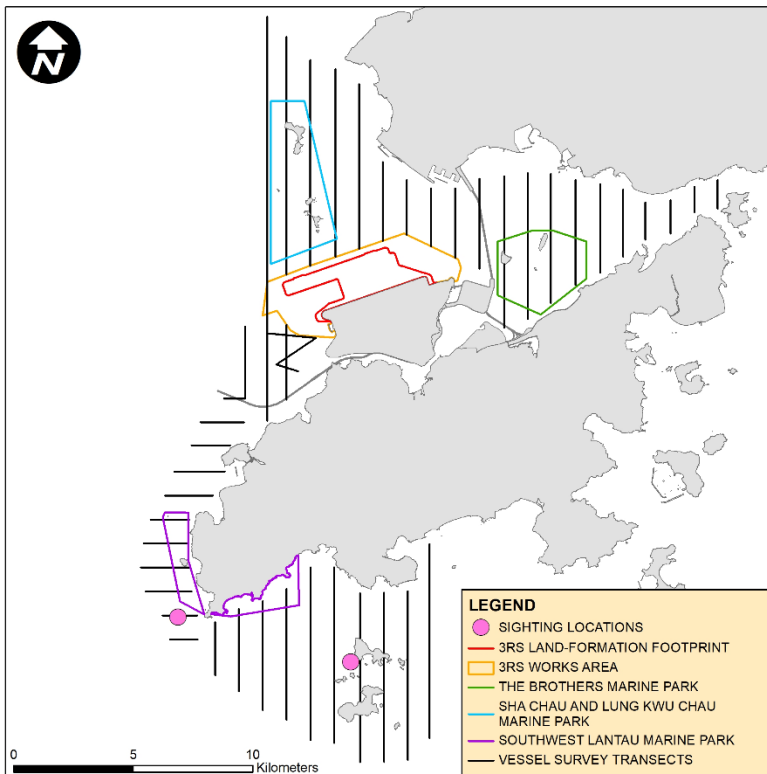 N
LEGEND
SIGHTING LOCATIONS
3RS LAND-FORMATION FOOTPRINT
3RS WORKS AREA
THE BROTHERS MARINE PARK
SHA CHAU AND LUNG KWU CHAU
MARINE PARK
SOUTHWEST LANTAU MARINE PARK
VESSEL SURVEY TRANSECTS
0 5 10
Kilometers